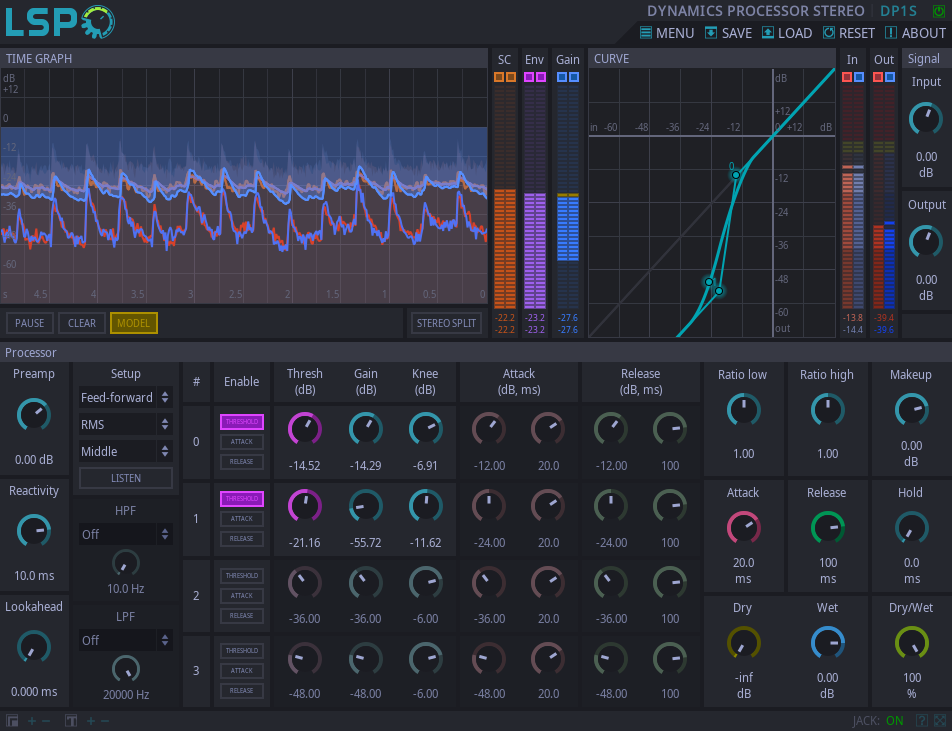 LSP
DYNAMICS PROCESSOR STEREO DP1S
MENU SAVE LOAD RESET ABOUT
TIME GRAPH
dB
+12
0
-12
-36
-60
s 4.5 4 3.5 3 2.5 2 1.5 1 0.5 0
PAUSE CLEAR MODEL STEREO SPLIT
SC Env Gain
-22.2 -23.2 -27.6
-22.2 -23.2 -27.6
CURVE
dB
+12
in -60 -48 -36 -24 -12 0 +12 dB
0
-12
-24
-36
-48
-60
out
In Out
-13.8 -39.4
-14.4 -39.6
Signal
Input
0.00
dB
Output
0.00
dB
Processor
Preamp
0.00 dB
Reactivity
10.0 ms
Lookahead
0.000 ms
Setup
Feed-forward
RMS
Middle
LISTEN
HPF
Off
10.0 Hz
LPF
Off
20000 Hz
# Enable Thresh Gain Knee Attack Release
(dB) (dB) (dB) (dB, ms) (dB, ms)
THRESHOLD
0 ATTACK
RELEASE
-14.52 -14.29 -6.91 -12.00 20.0 -12.00 100
THRESHOLD
1 ATTACK
RELEASE
-21.16 -55.72 -11.62 -24.00 20.0 -24.00 100
THRESHOLD
2 ATTACK
RELEASE
-36.00 -36.00 -6.00 -36.00 20.0 -36.00 100
THRESHOLD
3 ATTACK
RELEASE
-48.00 -48.00 -6.00 -48.00 20.0 -48.00 100
Ratio low Ratio high Makeup
1.00 1.00 0.00
dB
Attack Release Hold
20.0 100 0.0
ms ms ms
Dry Wet Dry/Wet
-inf 0.00 100
dB dB %
JACK: ON